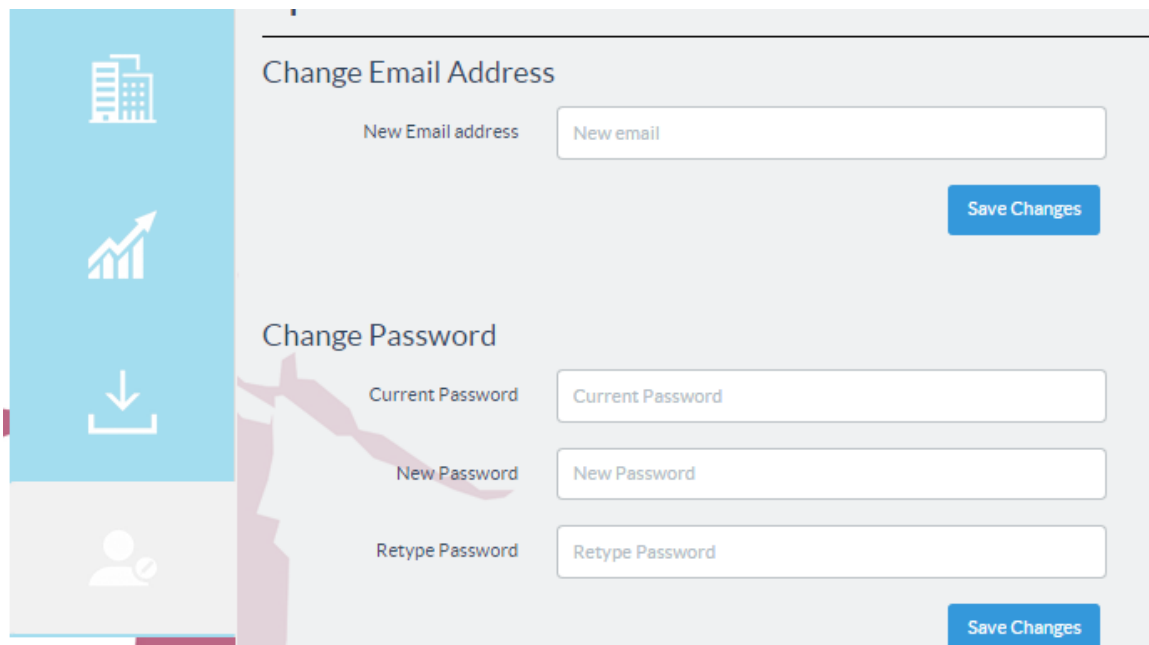 Change Email Address
New Email address
New email
Save Changes
Change Password
Current Password
Current Password
New Password
New Password
Retype Password
Retype Password
Save Changes